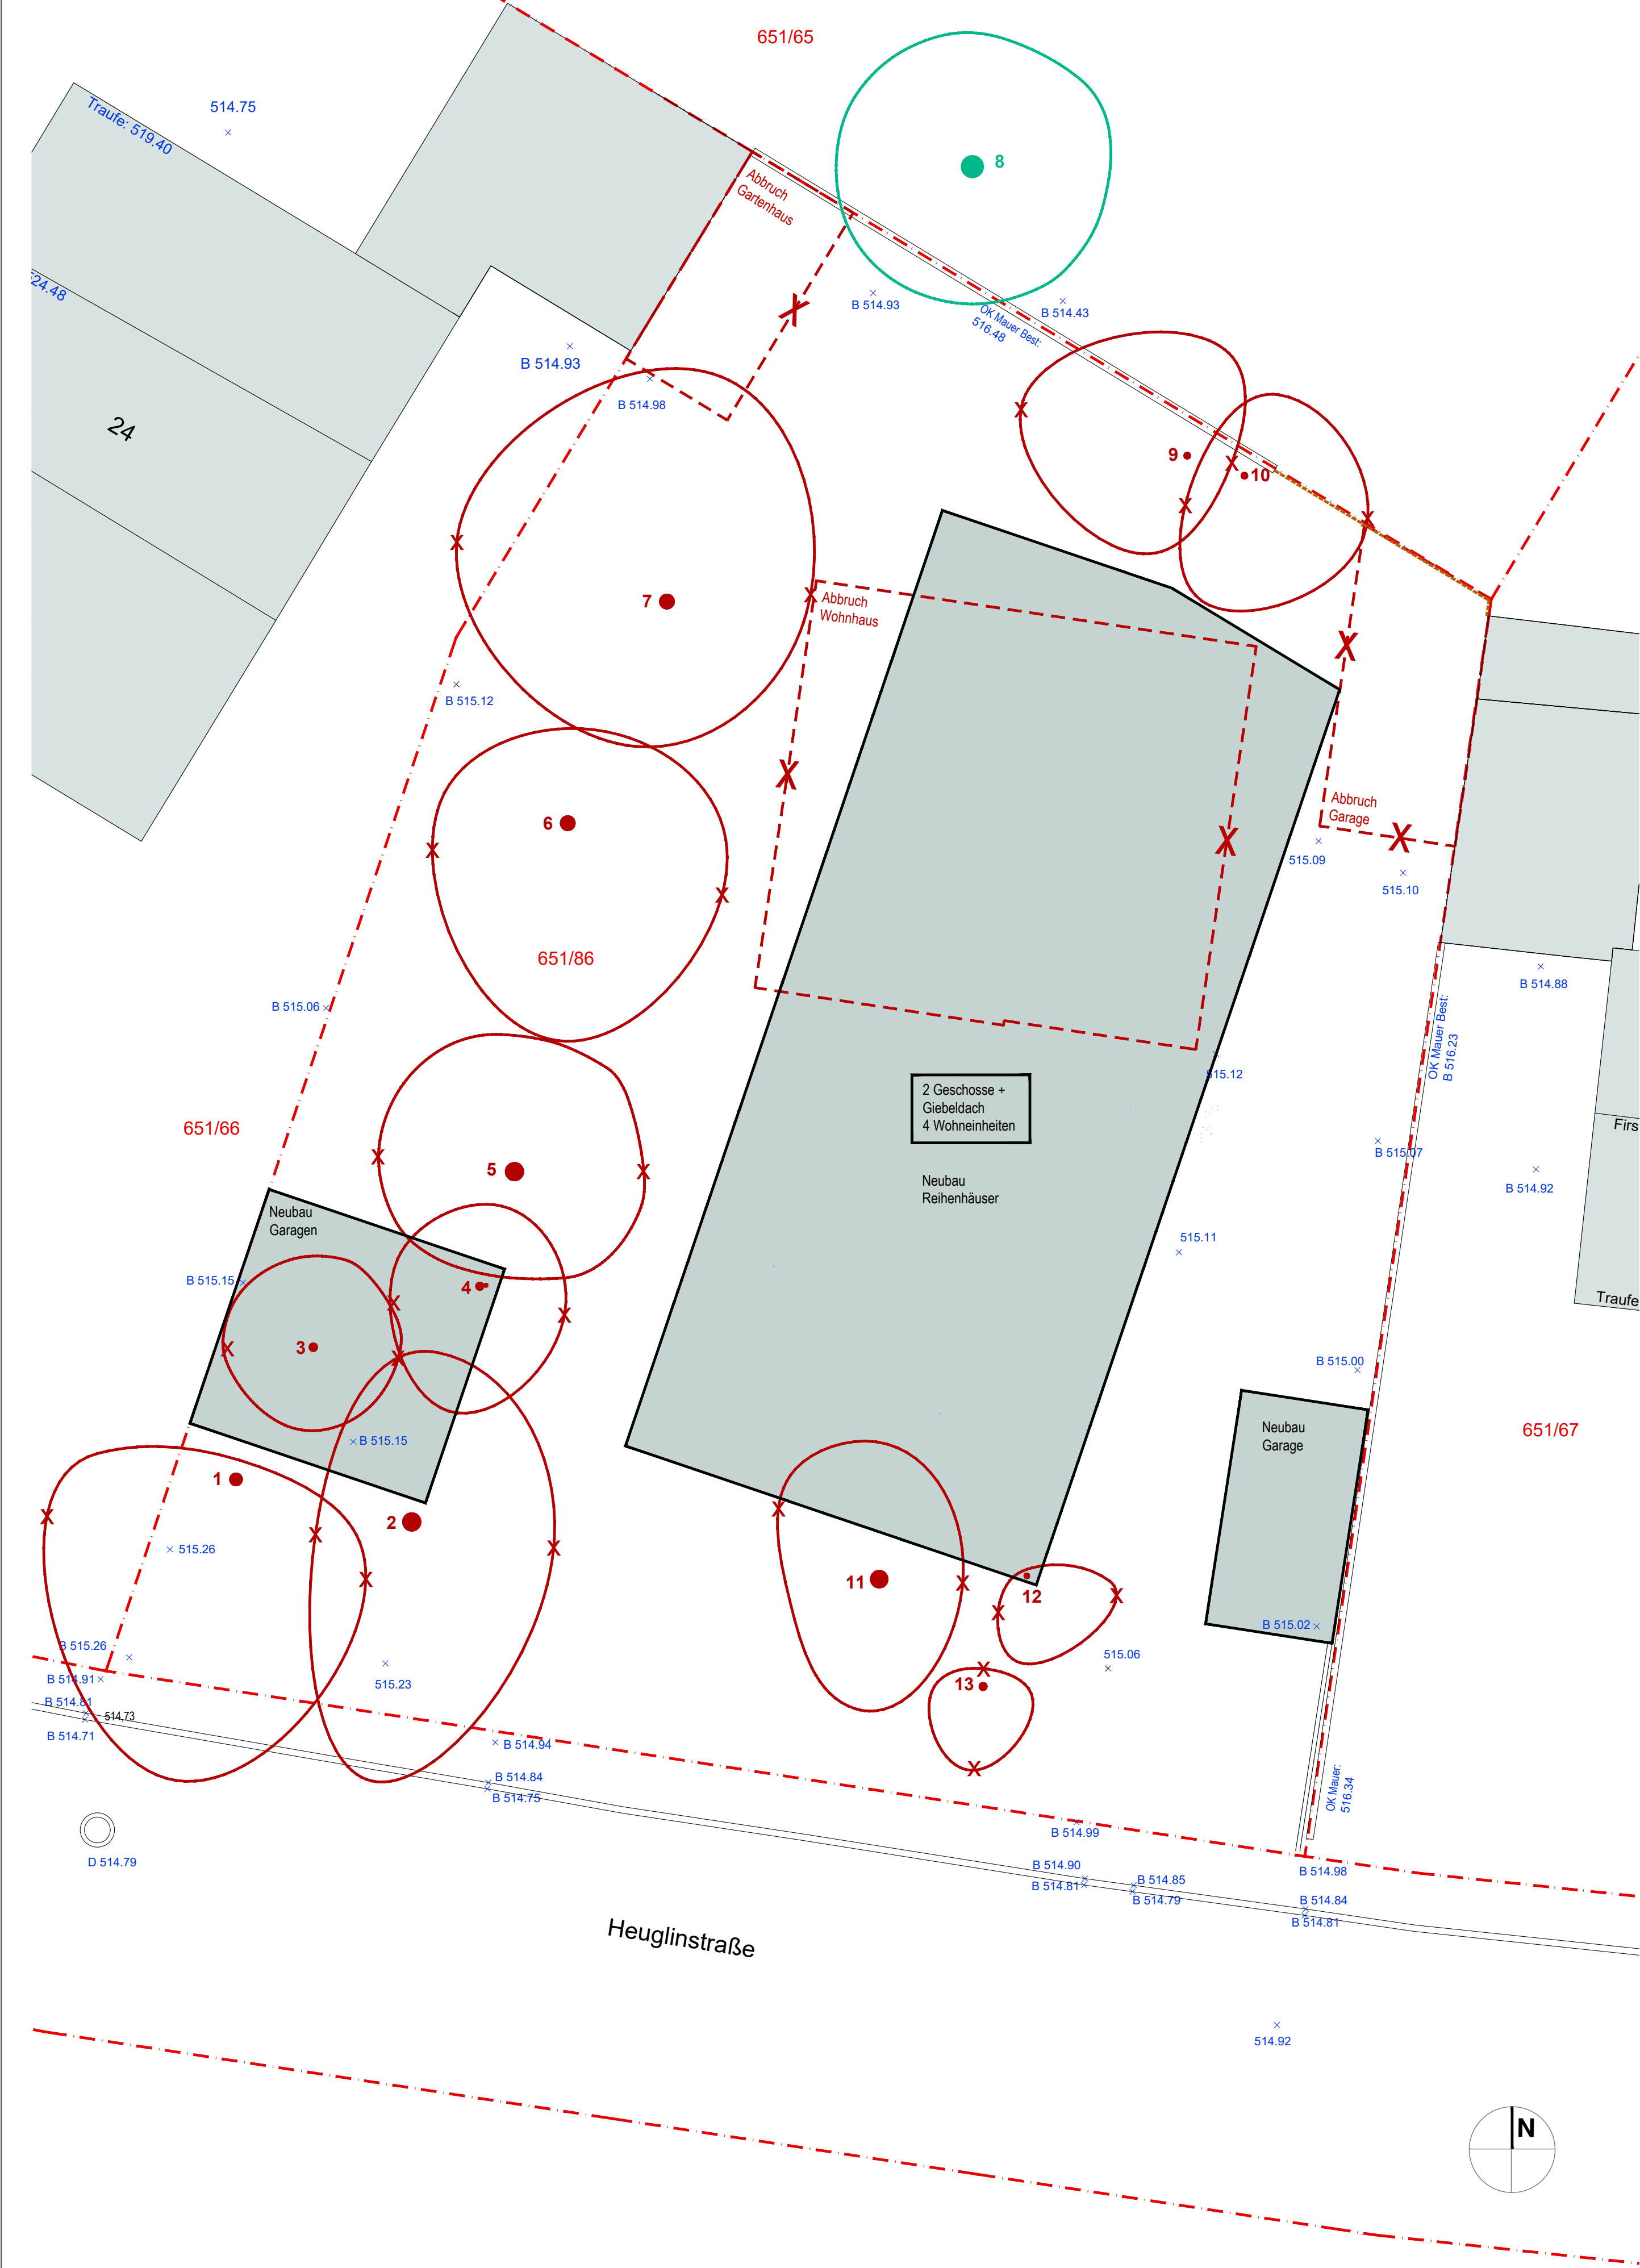 651/65
514.75
Traufe: 519.40
8
Abbruch
Gartenhaus
24.48
B 514.93
B 514.43
OK Mauer Best:
516.48
B 514.93
B 514.98
24
9
10
7
Abbruch
Wohnhaus
B 515.12
Abbruch
Garage
6
515.09
515.10
651/86
B 514.88
B 515.06
OK Mauer Best:
B 516.23
515.12
2 Geschosse +
Giebeldach
4 Wohneinheiten
651/66
Firs
B 515.07
5
Neubau
Reihenhäuser
B 514.92
Neubau
Garagen
515.11
B 515.15
4
Traufe
3
B 515.00
Neubau
Garage
651/67
B 515.15
1
2
515.26
11
12
B 515.02
B 515.26
515.06
B 514.91
515.23
13
B 514.81
514,73
B 514.71
B 514.94
B 514.84
B 514.75
OK Mauer:
516.34
B 514.99
D 514.79
B 514.90
B 514.98
B 514.81
B 514.85
B 514.79
B 514.84
B 514.81
Heuglinstraße
514.92
N